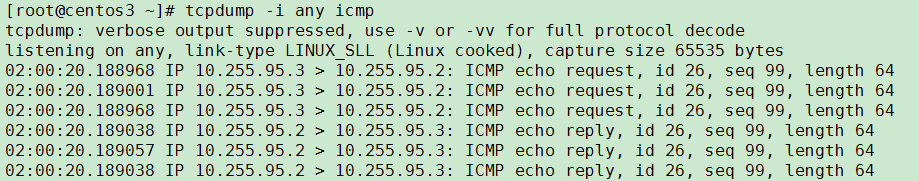 [root@centos3 ~]# tcpdump -i any icmp
tcpdump: verbose output suppressed, use -v or -vv for full protocol decode
listening on any, link-type LINUX_SLL (Linux cooked), capture size 65535 bytes
02:00:20.188968 IP 10.255.95.3 > 10.255.95.2: ICMP echo request, id 26, seq 99, length 64
02:00:20.189001 IP 10.255.95.3 > 10.255.95.2: ICMP echo request, id 26, seq 99, length 64
02:00:20.188968 IP 10.255.95.3 > 10.255.95.2: ICMP echo request, id 26, seq 99, length 64
02:00:20.189038 IP 10.255.95.2 > 10.255.95.3: ICMP echo reply, id 26, seq 99, length 64
02:00:20.189057 IP 10.255.95.2 > 10.255.95.3: ICMP echo reply, id 26, seq 99, length 64
02:00:20.189038 IP 10.255.95.2 > 10.255.95.3: ICMP echo reply, id 26, seq 99, length 64